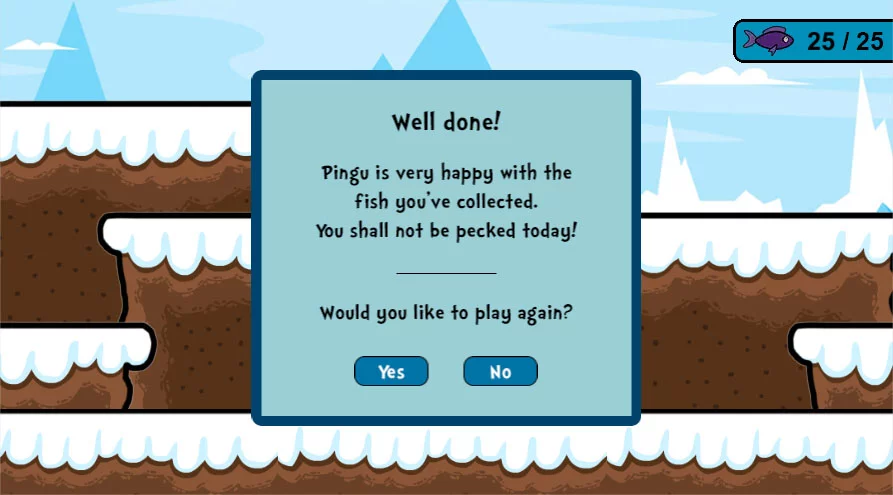 25 / 25
Well done!
Pingu is very happy with the
fish you've collected.
You shall not be pecked today!
Would you like to play again?
Yes
No